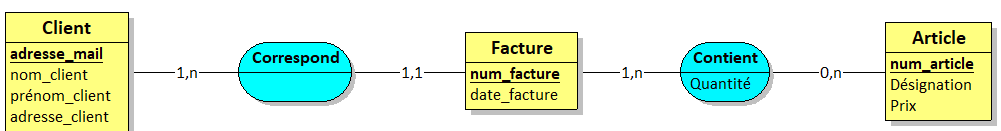 Client
adresse_mail
nom_client
prénom_client
adresse_client
1,n
Correspond
1,1
Facture
num_facture
date_facture
1,n
Contient
Quantité
0,n
Article
num_article
Désignation
Prix